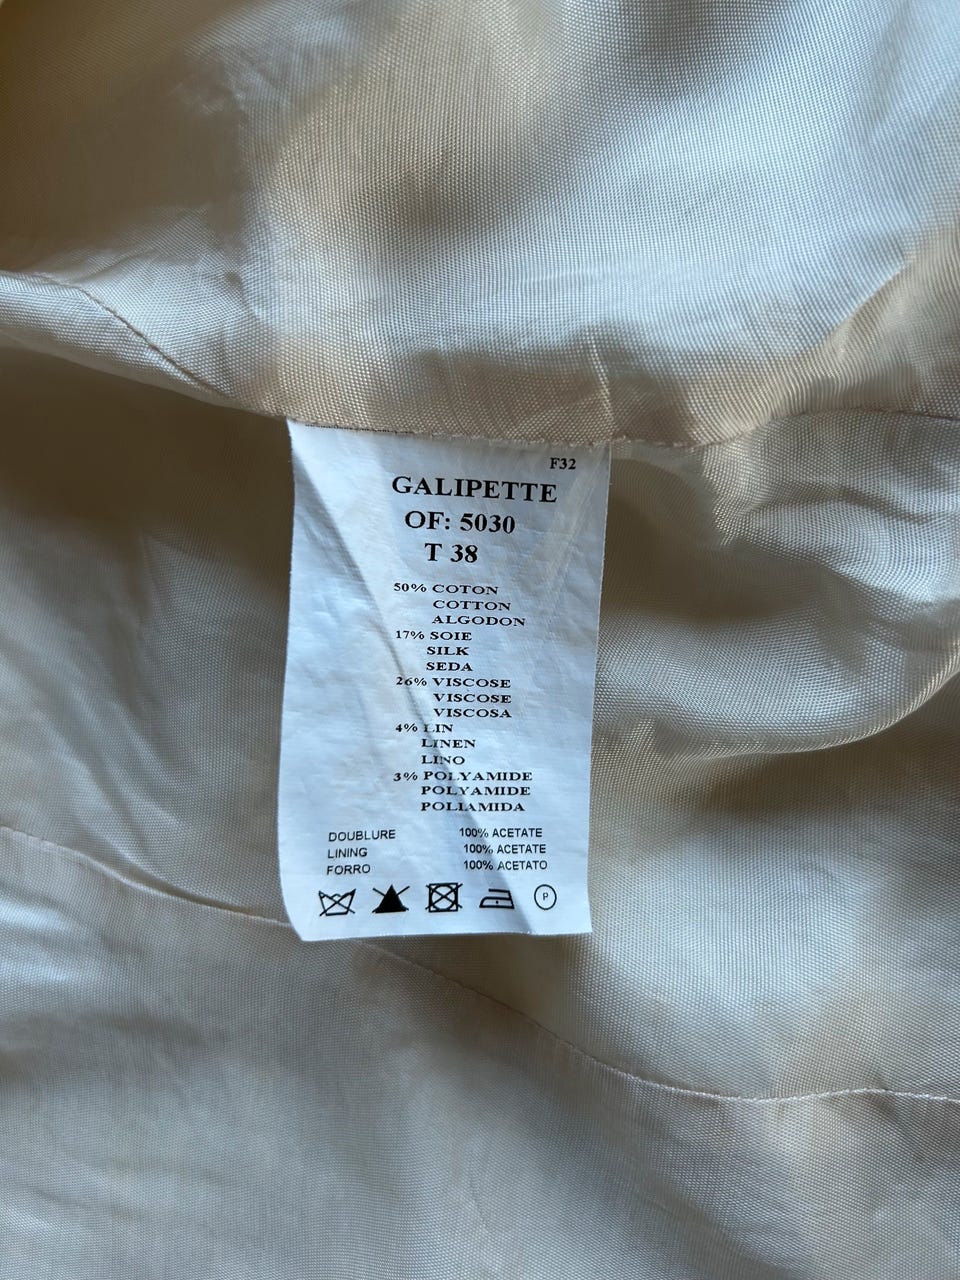 F32
GALIPETTE
OF: 5030
T 38
50% COTON
COTTON
ALGODON
17% SOIE
SILK
SEDA
26% VISCOSE
VISCOSE
VISCOSA
4% LIN
LINEN
LINO
3% POLYAMIDE
POLYAMIDE
POLIAMIDA
DOUBLURE 100% ACETATE
LINING 100% ACETATE
FORRO 100% ACETATO
P